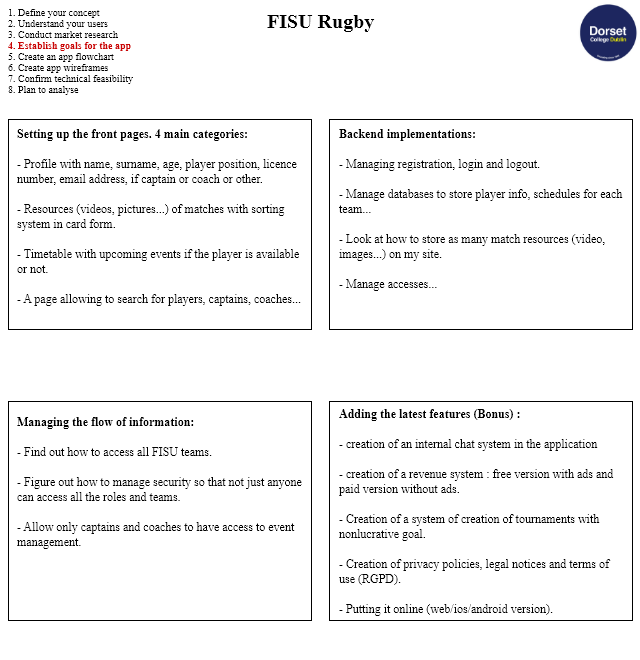 1. Define your concept
2. Understand your users
3. Conduct market research
4. Establish goals for the app
5. Create an app flowchart
6. Create app wireframes
7. Confirm technical feasibility
8. Plan to analyse
FISU Rugby
Dorset
College Dublin
Setting up the front pages. 4 main categories:
- Profile with name, surname, age, player position, licence
number, email address, if captain or coach or other.
- Resources (videos, pictures...) of matches with sorting
system in card form.
- Timetable with upcoming events if the player is available
or not.
- A page allowing to search for players, captains, coaches...
Backend implementations:
- Managing registration, login and logout.
- Manage databases to store player info, schedules for each
team...
- Look at how to store as many match resources (video,
images...) on my site.
- Manage accesses...
Managing the flow of information:
- Find out how to access all FISU teams.
- Figure out how to manage security so that not just anyone
can access all the roles and teams.
- Allow only captains and coaches to have access to event
management.
Adding the latest features (Bonus) :
- creation of an internal chat system in the application
- creation of a revenue system : free version with ads and
paid version without ads.
- Creation of a system of creation of tournaments with
nonlucrative goal.
- Creation of privacy policies, legal notices and terms of
use (RGPD).
- Putting it online (web/ios/android version).